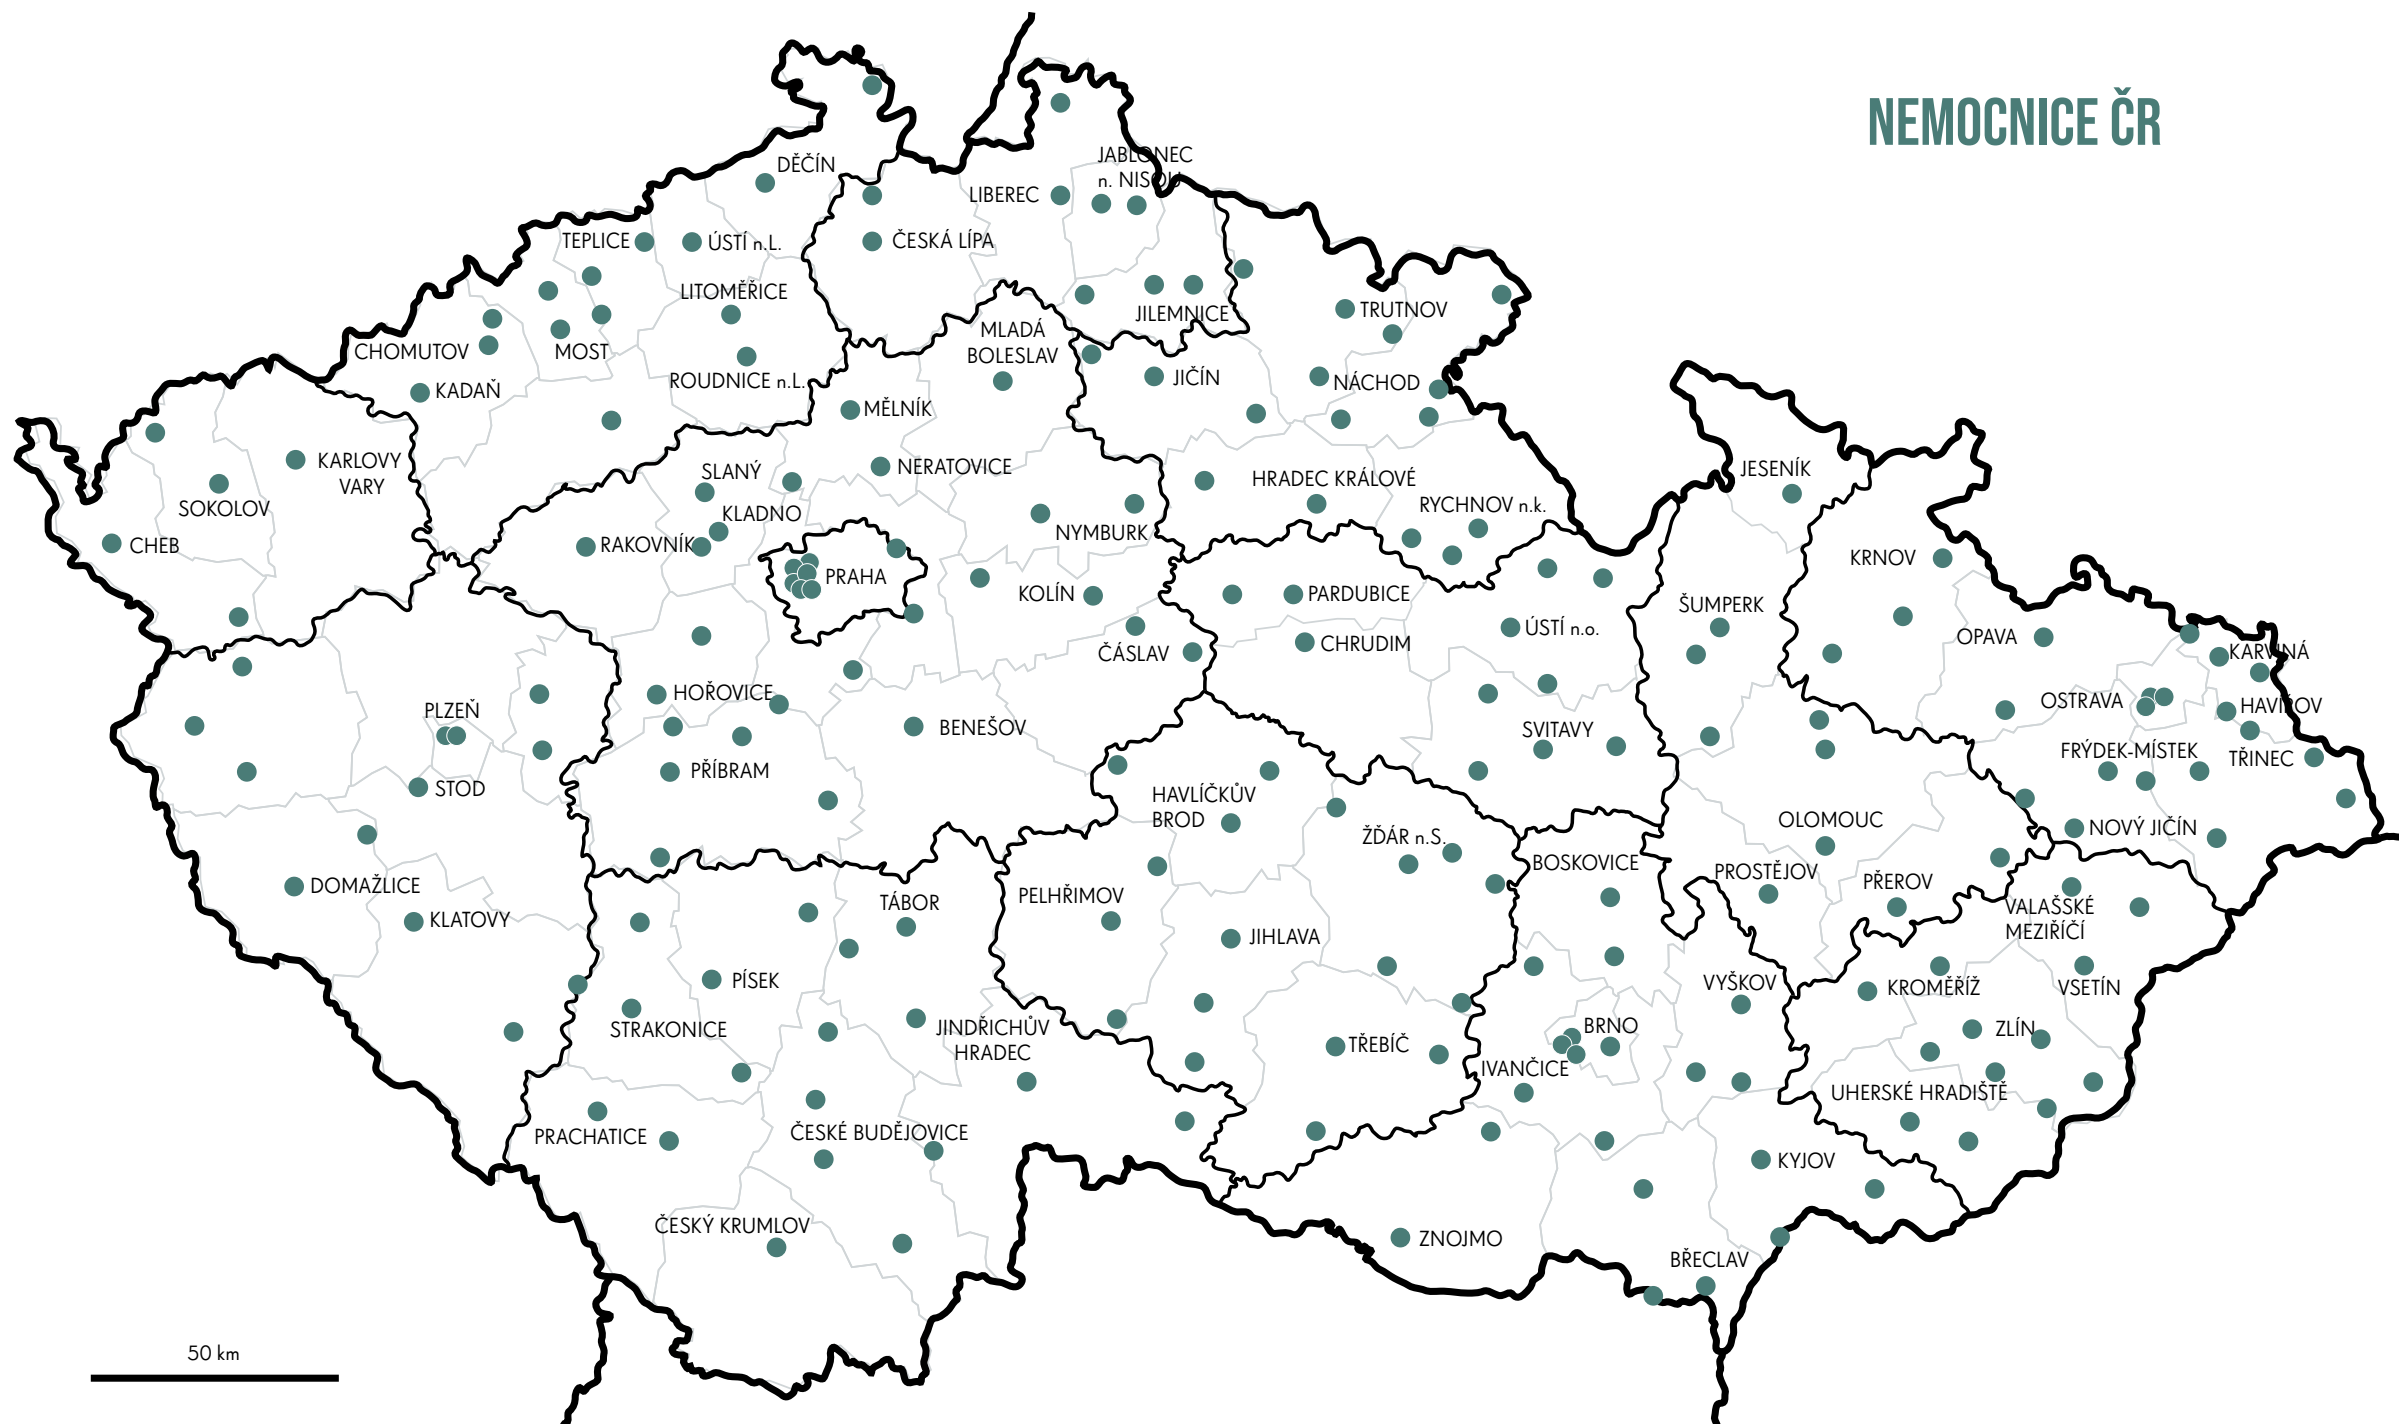 NEMOCNICE ČR
DĚČÍN
JABLONEC
n. NISOU
LIBEREC
TEPLICE
ÚSTÍ n.L.
ČESKÁ LÍPA
LITOMĚŘICE
JILEMNICE
TRUTNOV
MLADÁ
BOLESLAV
CHOMUTOV
MOST
ROUDNICE n.L.
JIČÍN
NÁCHOD
KADAŇ
MĚLNÍK
KARLOVY
VARY
SLANÝ
NERATOVICE
HRADEC KRÁLOVÉ
JESENÍK
SOKOLOV
KLADNO
RYCHNOV n.k.
CHEB
RAKOVNÍK
NYMBURK
KRNOV
PRAHA
KOLÍN
PARDUBICE
ŠUMPERK
ÚSTÍ n.o.
OPAVA
ČÁSLAV
CHRUDIM
KARVINÁ
HOŘOVICE
OSTRAVA
HAVÍŘOV
PLZEŇ
BENEŠOV
SVITAVY
FRÝDEK-MÍSTEK
TŘINEC
PŘÍBRAM
STOD
HAVLÍČKŮV
BROD
OLOMOUC
NOVÝ JIČÍN
ŽĎÁR n.S.
BOSKOVICE
PROSTĚJOV
PŘEROV
DOMAŽLICE
TÁBOR
PELHŘIMOV
VALAŠSKÉ
MEZIŘÍČÍ
KLATOVY
JIHLAVA
PÍSEK
VYŠKOV
KROMĚŘÍŽ
VSETÍN
STRAKONICE
JINDŘICHŮV
HRADEC
BRNO
ZLÍN
TŘEBÍČ
IVANČICE
UHERSKÉ HRADIŠTĚ
PRACHATICE
ČESKÉ BUDĚJOVICE
KYJOV
ČESKÝ KRUMLOV
ZNOJMO
BŘECLAV
50 km